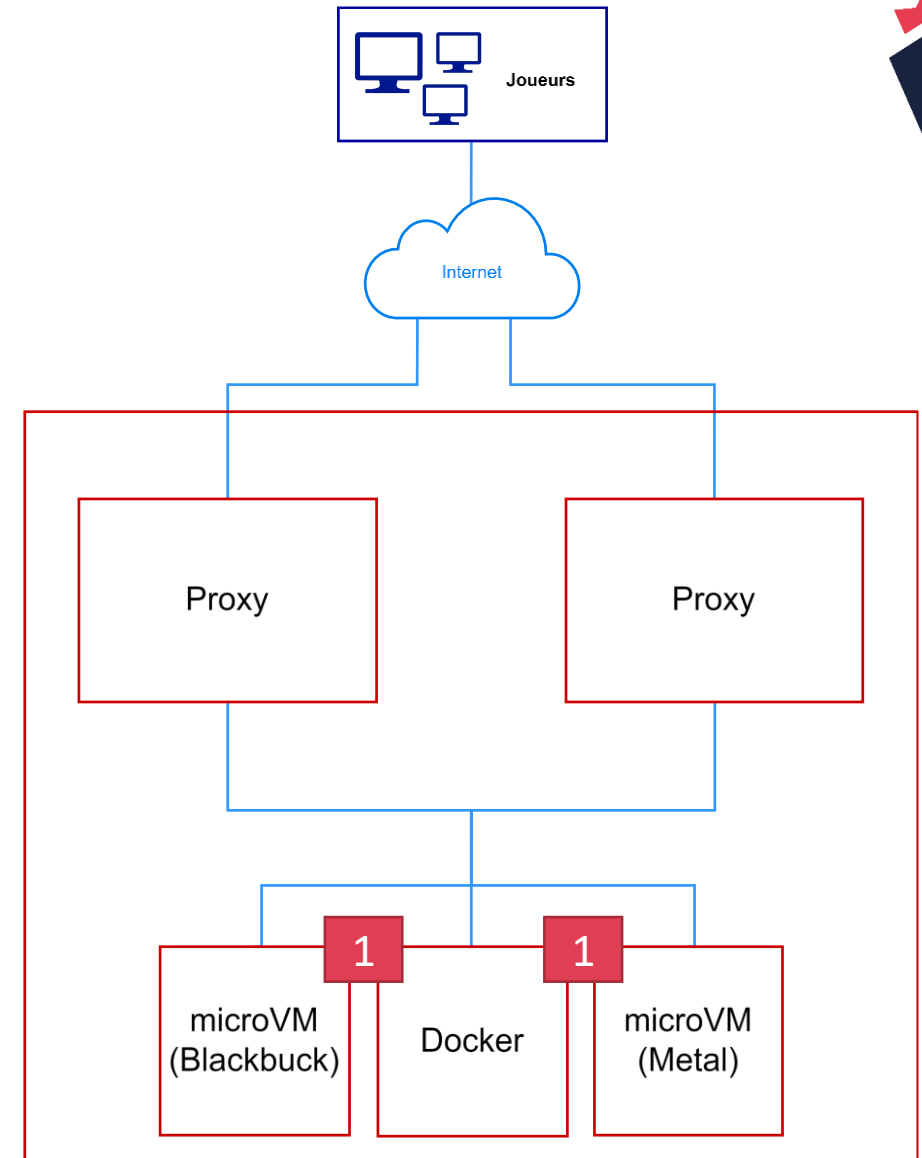 Joueurs
Internet
Proxy
Proxy
1
1
microVM
(Blackbuck)
Docker
microVM
(Metal)